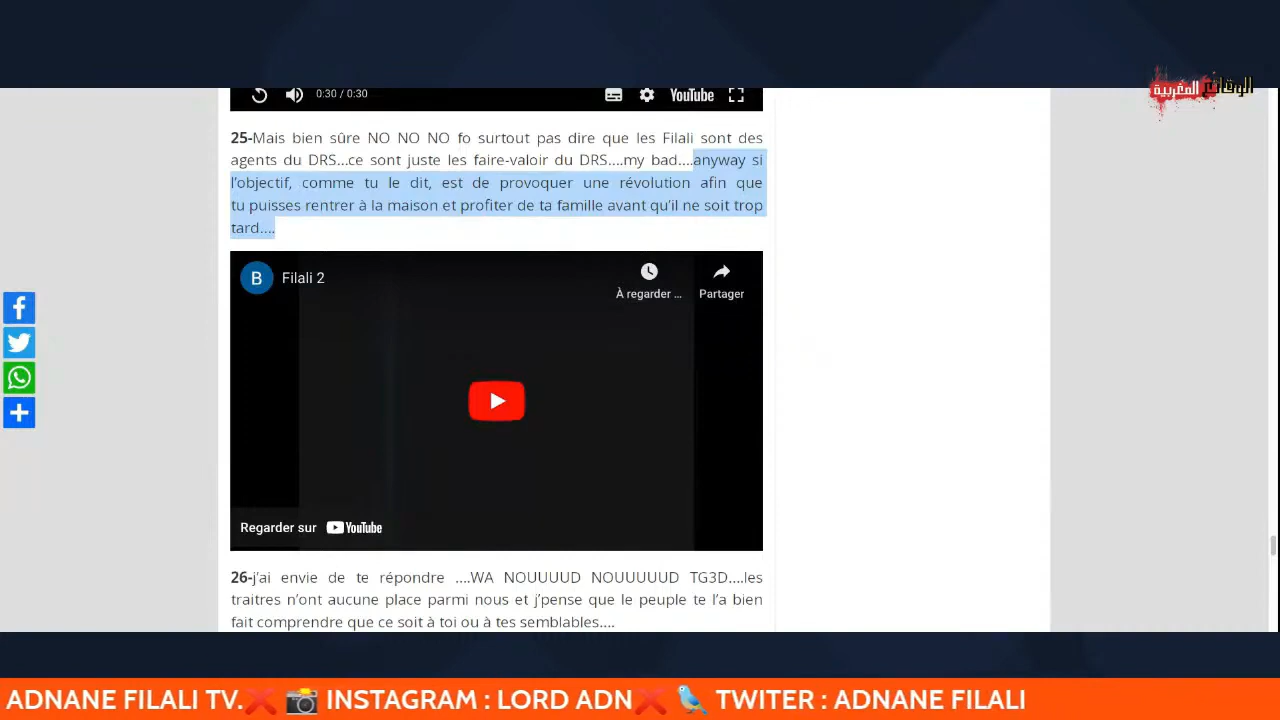 الوقائع المغربية
0:30 / 0:30
YouTube
25-Mais bien sûre NO NO NO fo surtout pas dire que les Filali sont des
agents du DRS...ce sont juste les faire-valoir du DRS....my bad....anyway si
l'objectif, comme tu le dit, est de provoquer une révolution afin que
tu puisses rentrer à la maison et profiter de ta famille avant qu'il ne soit trop
tard....
B
Filali 2
À regarder ...
Partager
Regarder sur YouTube
26-j'ai envie de te répondre ....WA NOUUUUD NOUUUUUD TG3D....les
traitres n'ont aucune place parmi nous et j'pense que le peuple te l'a bien
fait comprendre que ce soit à toi ou à tes semblables....
ADNANE FILALI TV.❌ 📷 INSTAGRAM : LORD ADN❌ 🐦 TWITER : ADNANE FILALI